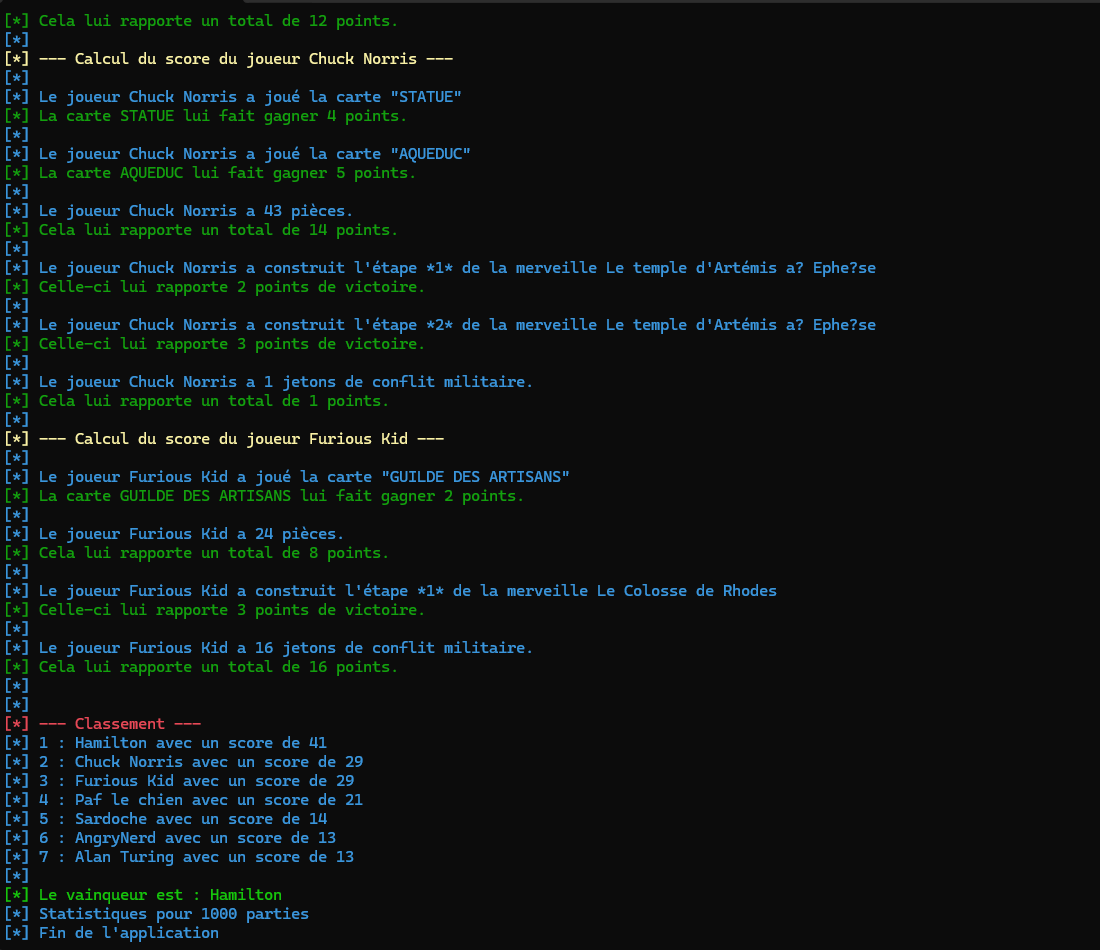 [*] Cela lui rapporte un total de 12 points.
[*]
[*] --- Calcul du score du joueur Chuck Norris ---
[*]
[*] Le joueur Chuck Norris a joué la carte "STATUE"
[*] La carte STATUE lui fait gagner 4 points.
[*]
[*] Le joueur Chuck Norris a joué la carte "AQUEDUC"
[*] La carte AQUEDUC lui fait gagner 5 points.
[*]
[*] Le joueur Chuck Norris a 43 pièces.
[*] Cela lui rapporte un total de 14 points.
[*]
[*] Le joueur Chuck Norris a construit l'étape *1* de la merveille Le temple d'Artémis a? Ephe?se
[*] Celle-ci lui rapporte 2 points de victoire.
[*]
[*] Le joueur Chuck Norris a construit l'étape *2* de la merveille Le temple d'Artémis a? Ephe?se
[*] Celle-ci lui rapporte 3 points de victoire.
[*]
[*] Le joueur Chuck Norris a 1 jetons de conflit militaire.
[*] Cela lui rapporte un total de 1 points.
[*]
[*] --- Calcul du score du joueur Furious Kid ---
[*]
[*] Le joueur Furious Kid a joué la carte "GUILDE DES ARTISANS"
[*] La carte GUILDE DES ARTISANS lui fait gagner 2 points.
[*]
[*] Le joueur Furious Kid a 24 pièces.
[*] Cela lui rapporte un total de 8 points.
[*]
[*] Le joueur Furious Kid a construit l'étape *1* de la merveille Le Colosse de Rhodes
[*] Celle-ci lui rapporte 3 points de victoire.
[*]
[*] Le joueur Furious Kid a 16 jetons de conflit militaire.
[*] Cela lui rapporte un total de 16 points.
[*]
[*]
[*] --- Classement ---
[*] 1 : Hamilton avec un score de 41
[*] 2 : Chuck Norris avec un score de 29
[*] 3 : Furious Kid avec un score de 29
[*] 4 : Paf le chien avec un score de 21
[*] 5 : Sardoche avec un score de 14
[*] 6 : AngryNerd avec un score de 13
[*] 7 : Alan Turing avec un score de 13
[*]
[*] Le vainqueur est : Hamilton
[*] Statistiques pour 1000 parties
[*] Fin de l'application